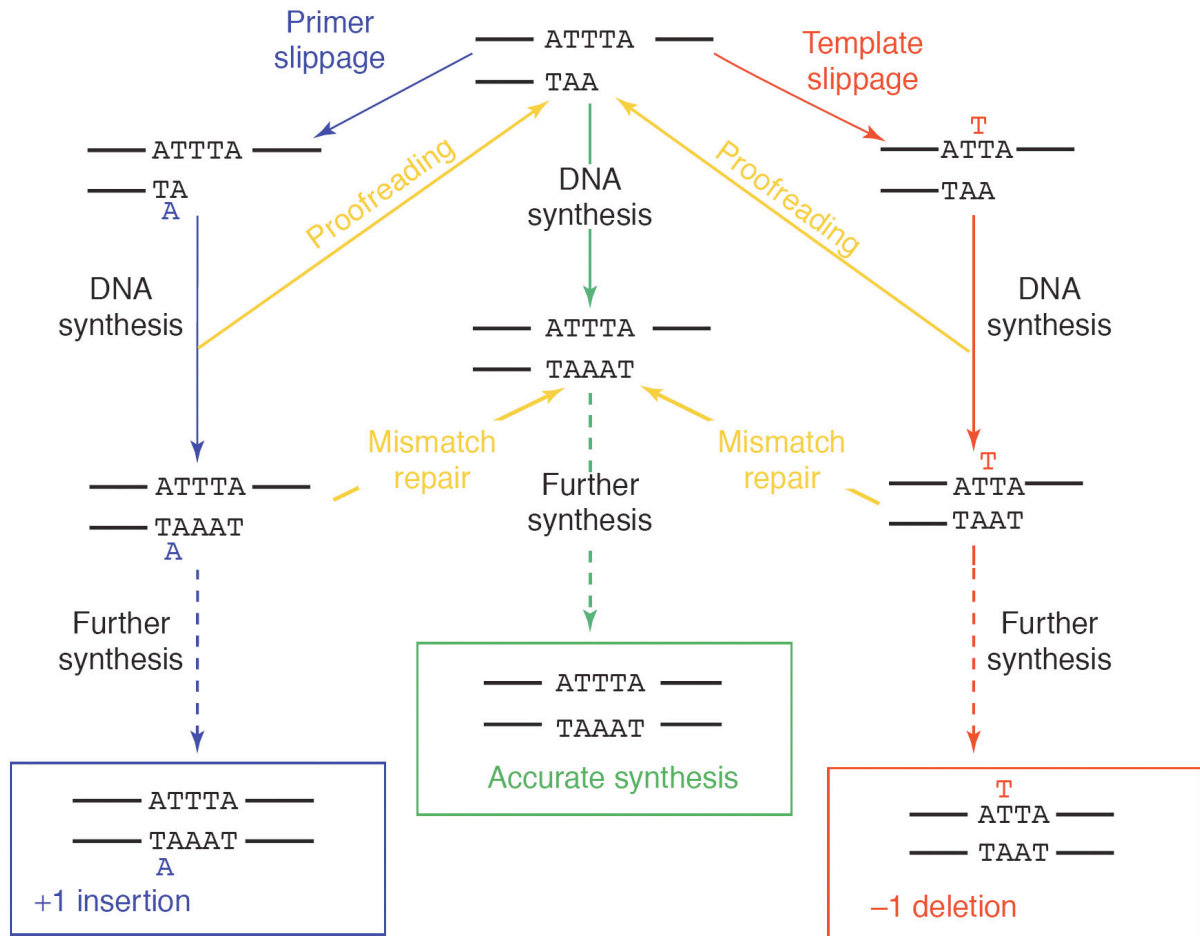 Primer
slippage
ATTTA
TAA
Template
slippage
ATTTA
TA
A
Proofreading
DNA
synthesis
Proofreading
T
ATTA
TAA
DNA
synthesis
DNA
synthesis
ATTTA
TAAAT
Mismatch
repair
Mismatch
repair
ATTTA
TAAAT
A
Further
synthesis
T
ATTA
TAAT
Further
synthesis
Further
synthesis
ATTTA
TAAAT
Accurate synthesis
ATTTA
TAAAT
A
+1 insertion
T
ATTA
TAAT
–1 deletion